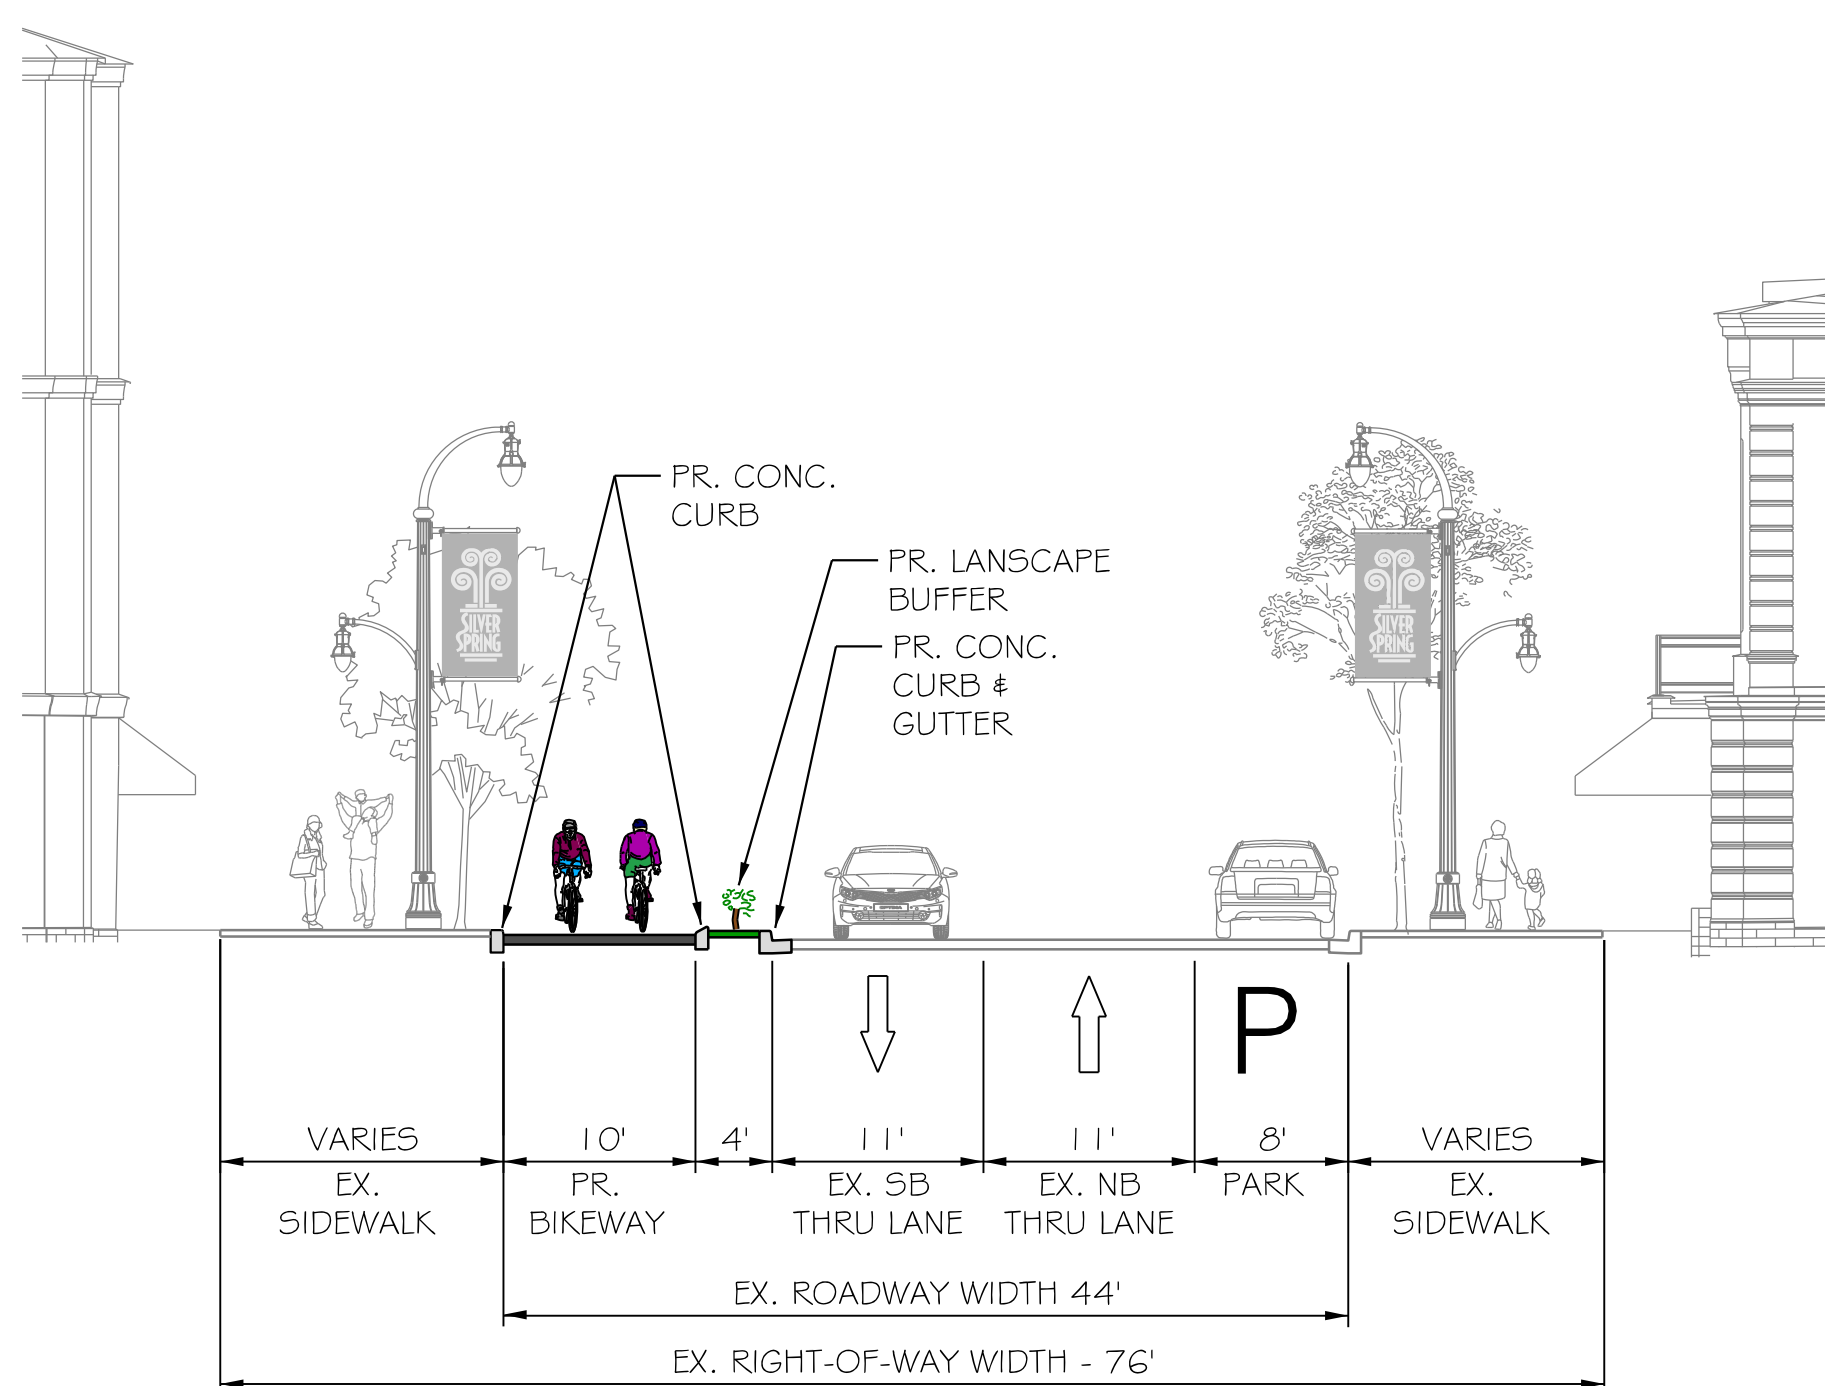 PR. CONC.
CURB
PR. LANSCAPE
BUFFER
PR. CONC.
CURB &
GUTTER
SILVER
SPRING
SILVER
SPRING
P
VARIES
10'
4'
11'
11'
8'
VARIES
EX.
SIDEWALK
PR.
BIKEWAY
EX. SB
THRU LANE
EX. NB
THRU LANE
PARK
EX.
SIDEWALK
EX. ROADWAY WIDTH 44'
EX. RIGHT-OF-WAY WIDTH - 76'